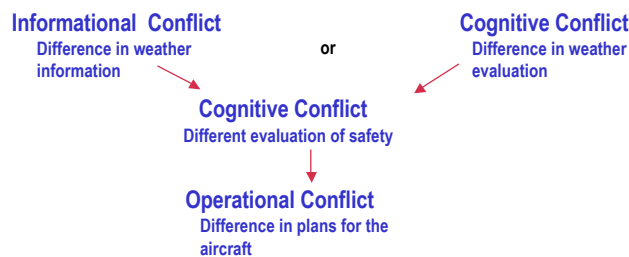 Informational Conflict
Difference in weather
information
or
Cognitive Conflict
Difference in weather
evaluation
Cognitive Conflict
Different evaluation of safety
Operational Conflict
Difference in plans for the
aircraft